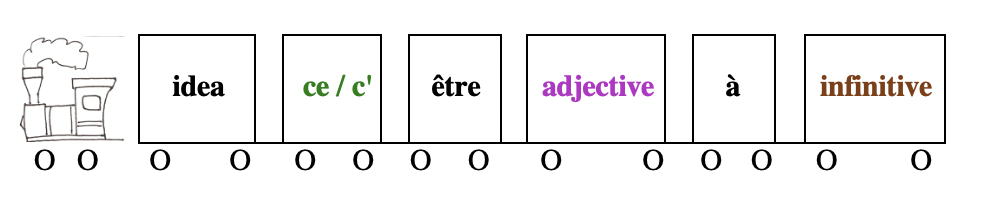 idea ce / c' être adjective à infinitive
O O O O O O O O O O O O O O